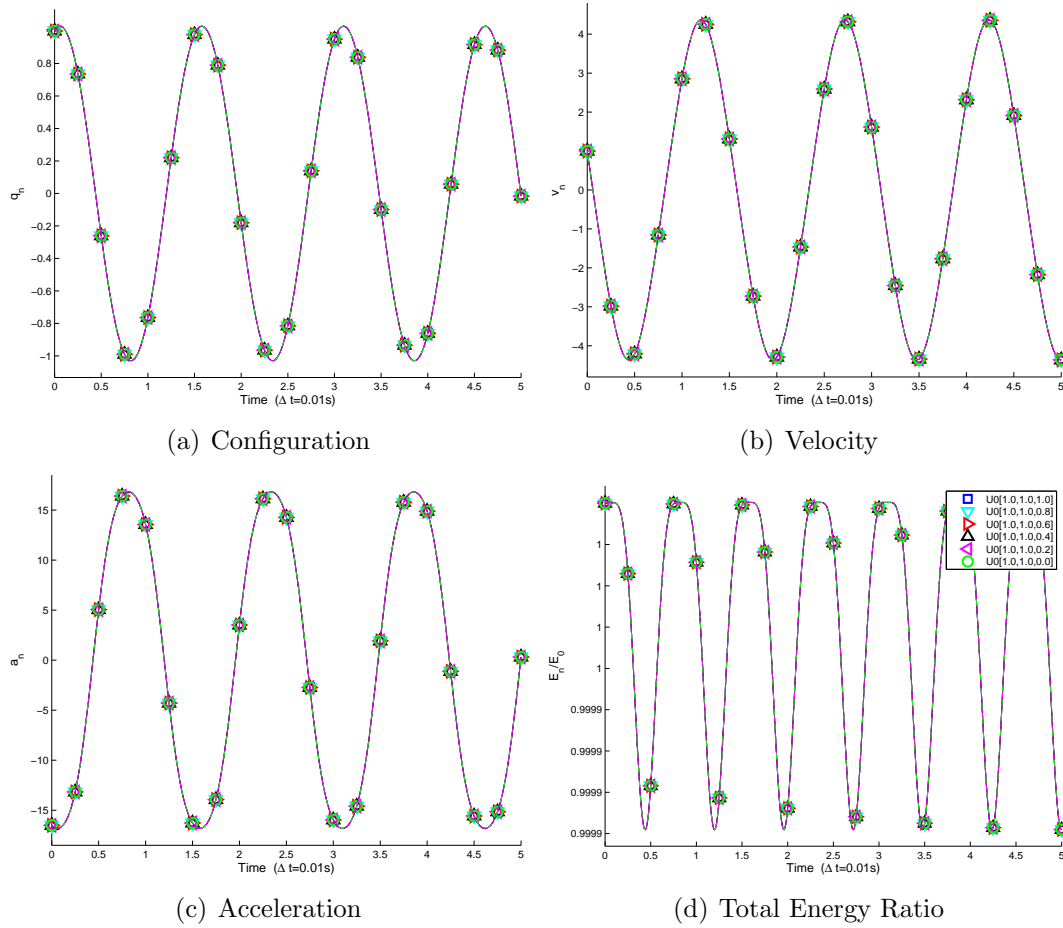 0.8
0.6
0.4
0.2
0
−0.2
−0.4
−0.6
−0.8
−1
q_n
0 0.5 1 1.5 2 2.5 3 3.5 4 4.5 5
Time (Δ t=0.01s)
(a) Configuration
4
3
2
1
0
−1
−2
−3
−4
v_n
0 0.5 1 1.5 2 2.5 3 3.5 4 4.5 5
Time (Δ t=0.01s)
(b) Velocity
15
10
5
0
−5
−10
−15
a_n
0 0.5 1 1.5 2 2.5 3 3.5 4 4.5 5
Time (Δ t=0.01s)
(c) Acceleration
1
1
1
1
0.9999
0.9999
0.9999
0.9999
E_n/E_0
0 0.5 1 1.5 2 2.5 3 3.5 4 4.5 5
Time (Δ t=0.01s)
U0[1.0,1.0,1.0]
U0[1.0,1.0,0.8]
U0[1.0,1.0,0.6]
U0[1.0,1.0,0.4]
U0[1.0,1.0,0.2]
U0[1.0,1.0,0.0]
(d) Total Energy Ratio